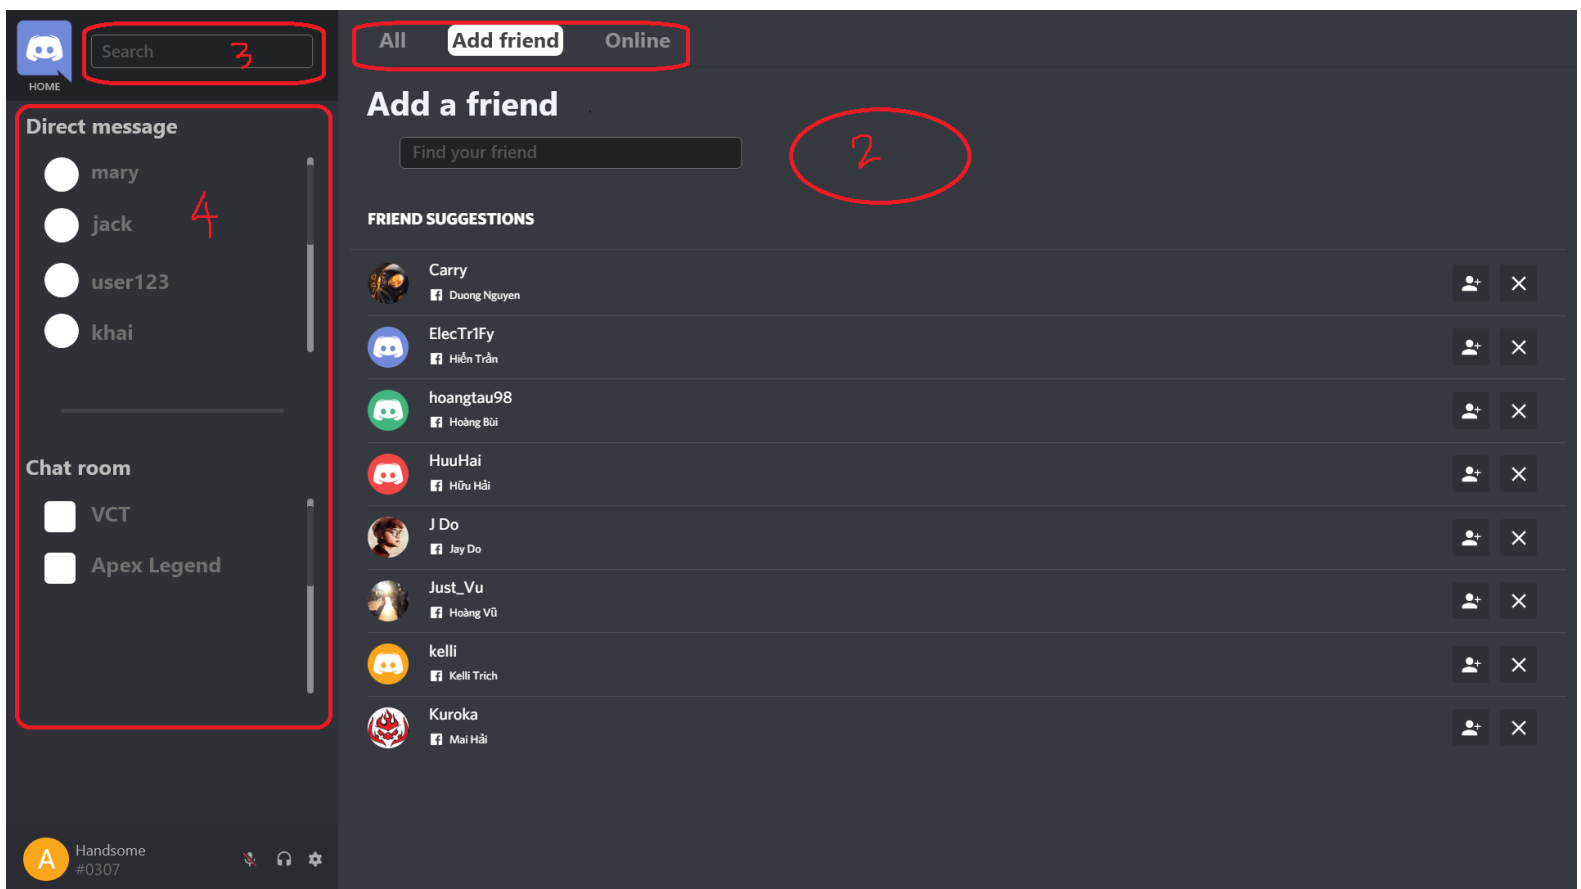 HOME
Search
3
All
Add friend
Online
Add a friend
Find your friend
2
Direct message
mary
jack
user123
khai
4
Chat room
VCT
Apex Legend
FRIEND SUGGESTIONS
Carry
Duong Nguyen
ElecTr1Fy
Hiển Trần
hoangtau98
Hoàng Bùi
HuuHai
Hữu Hải
J Do
Jay Do
Just_Vu
Hoàng Vũ
kelli
Kelli Trich
Kuroka
Mai Hải
A
Handsome
#0307